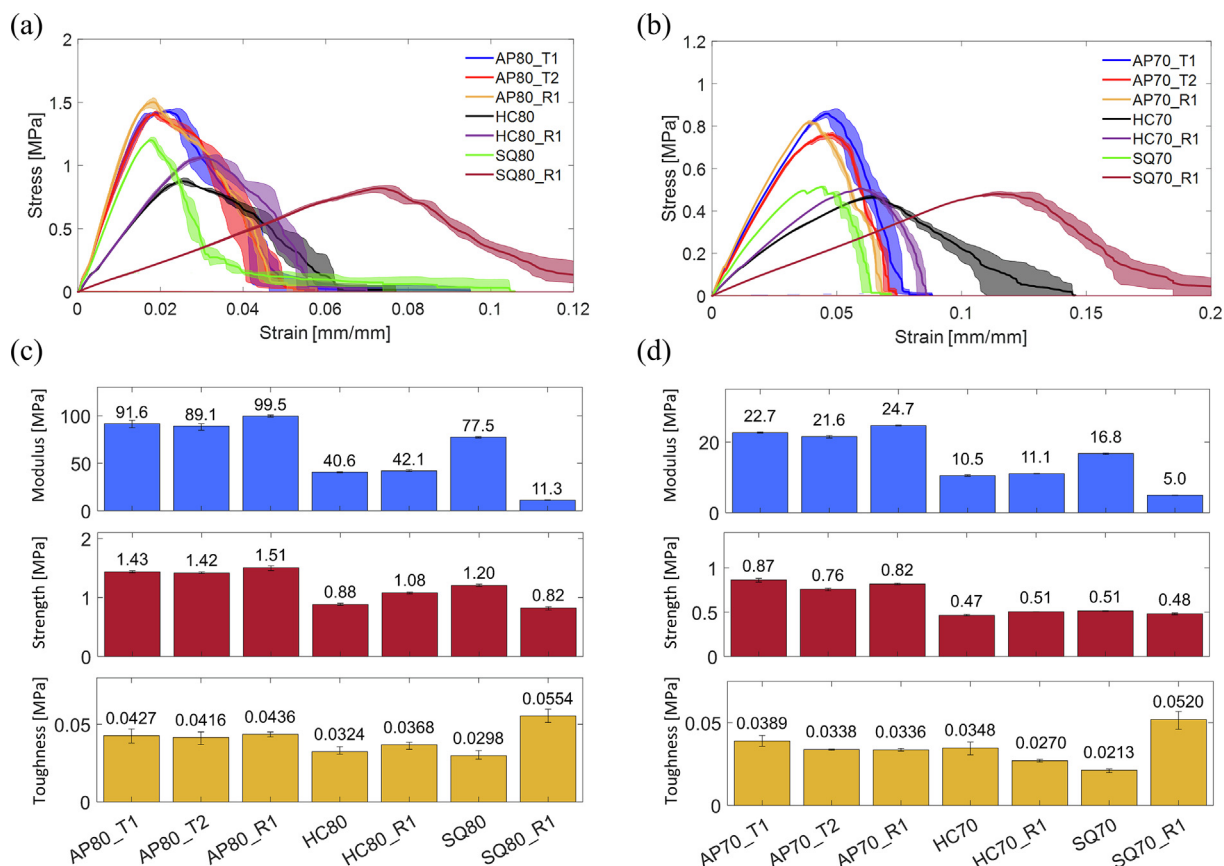 (a)
2
1.5
1
0.5
0
Stress [MPa]
AP80_T1
AP80_T2
AP80_R1
HC80
HC80_R1
SQ80
SQ80_R1
0 0.02 0.04 0.06 0.08 0.1 0.12
Strain [mm/mm]
(b)
1.2
1
0.8
0.6
0.4
0.2
0
Stress [MPa]
AP70_T1
AP70_T2
AP70_R1
HC70
HC70_R1
SQ70
SQ70_R1
0 0.05 0.1 0.15 0.2
Strain [mm/mm]
(c)
Modulus [MPa]
100
50
0
91.6 89.1 99.5 40.6 42.1 77.5 11.3
Strength [MPa]
2
1
2
1.43 1.42 1.51 0.88 1.08 1.20 0.82
Toughness [MPa]
0.05
0
0.0427 0.0416 0.0436 0.0324 0.0368 0.0298 0.0554
AP80_T1 AP80_T2 AP80_R1 HC80 HC80_R1 SQ80 SQ80_R1
(d)
Modulus [MPa]
20
0
22.7 21.6 24.7 10.5 11.1 16.8 5.0
Strength [MPa]
1
0.5
0
0.87 0.76 0.82 0.47 0.51 0.51 0.48
Toughness [MPa]
0.05
0
0.0389 0.0338 0.0336 0.0348 0.0270 0.0213 0.0520
AP70_T1 AP70_T2 AP70_R1 HC70 HC70_R1 SQ70 SQ70_R1